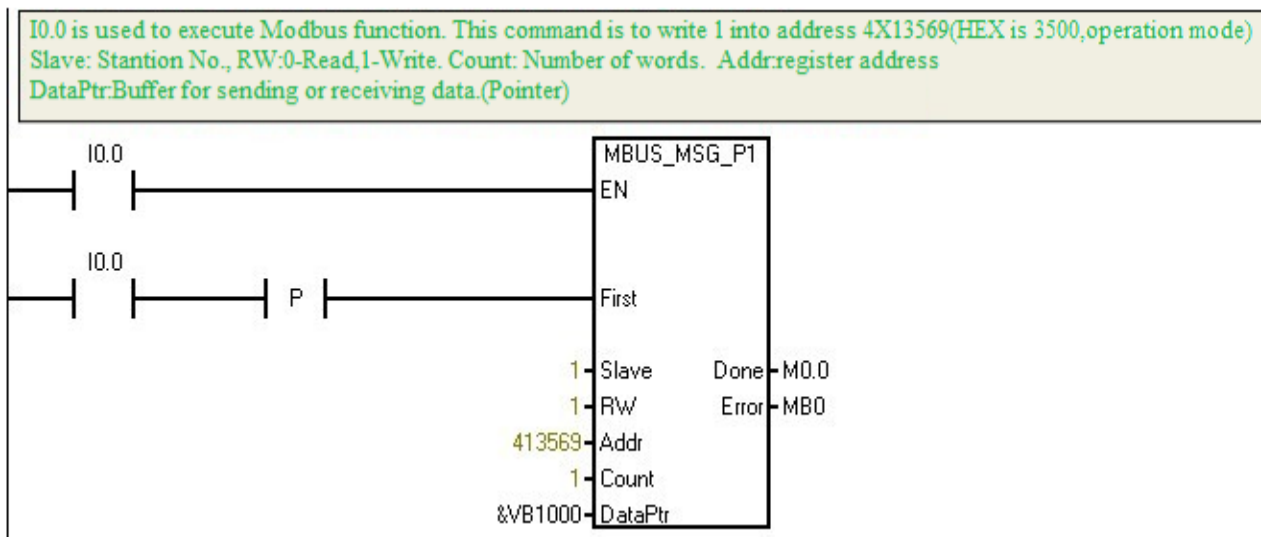 I0.0 is used to execute Modbus function. This command is to write 1 into address 4X13569(HEX is 3500,operation mode)
Slave: Stantion No., RW:0-Read,1-Write. Count: Number of words. Addr:register address
DataPtr:Buffer for sending or receiving data.(Pointer)
I0.0
MBUS_MSG_P1
EN
I0.0
P
First
1 Slave Done M0.0
1 RW Error MB0
413569 Addr
1 Count
&VB1000 DataPtr